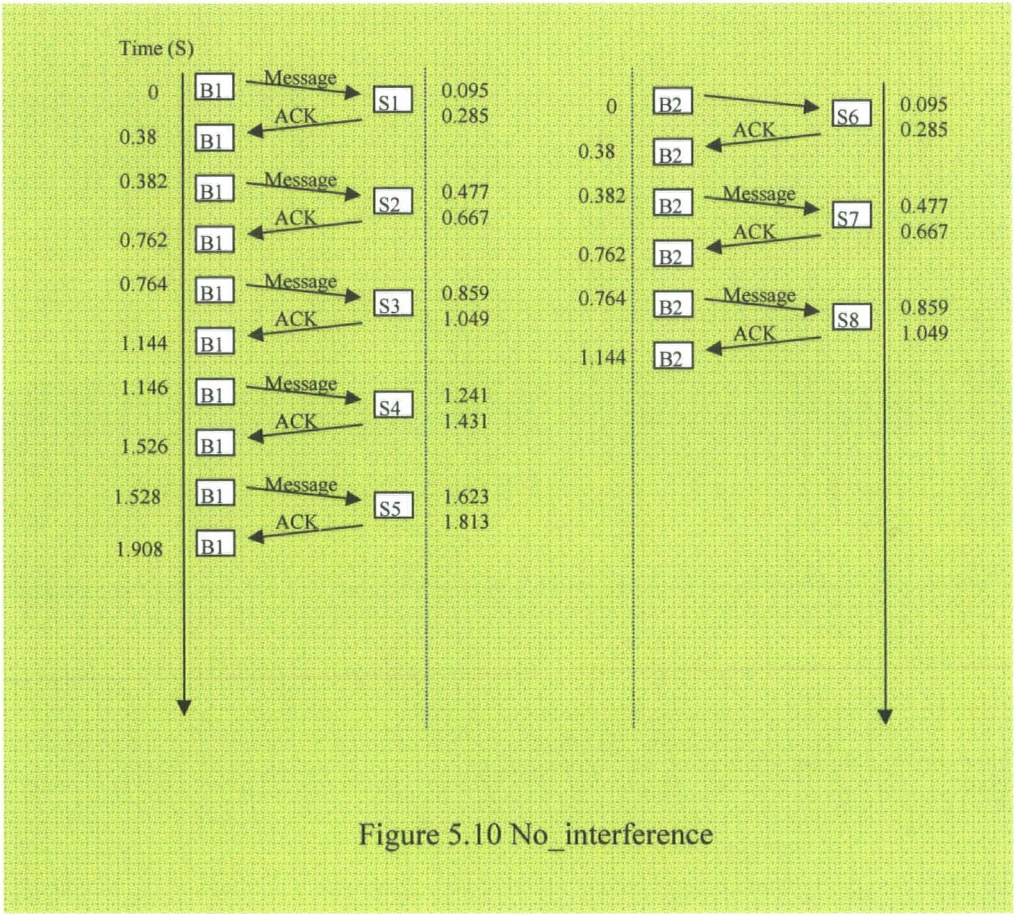 Time (S)
0 B1 Message S1 0.095
0.285
0.38 B1 ACK
0.382 B1 Message S2 0.477
0.667
0.762 B1 ACK
0.764 B1 Message S3 0.859
1.049
1.144 B1 ACK
1.146 B1 Message S4 1.241
1.431
1.526 B1 ACK
1.528 B1 Message S5 1.623
1.813
1.908 B1 ACK
0 B2 S6 0.095
0.285
0.38 B2 ACK
0.382 B2 Message S7 0.477
0.667
0.762 B2 ACK
0.764 B2 Message S8 0.859
1.049
1.144 B2 ACK
Figure 5.10 No_interference